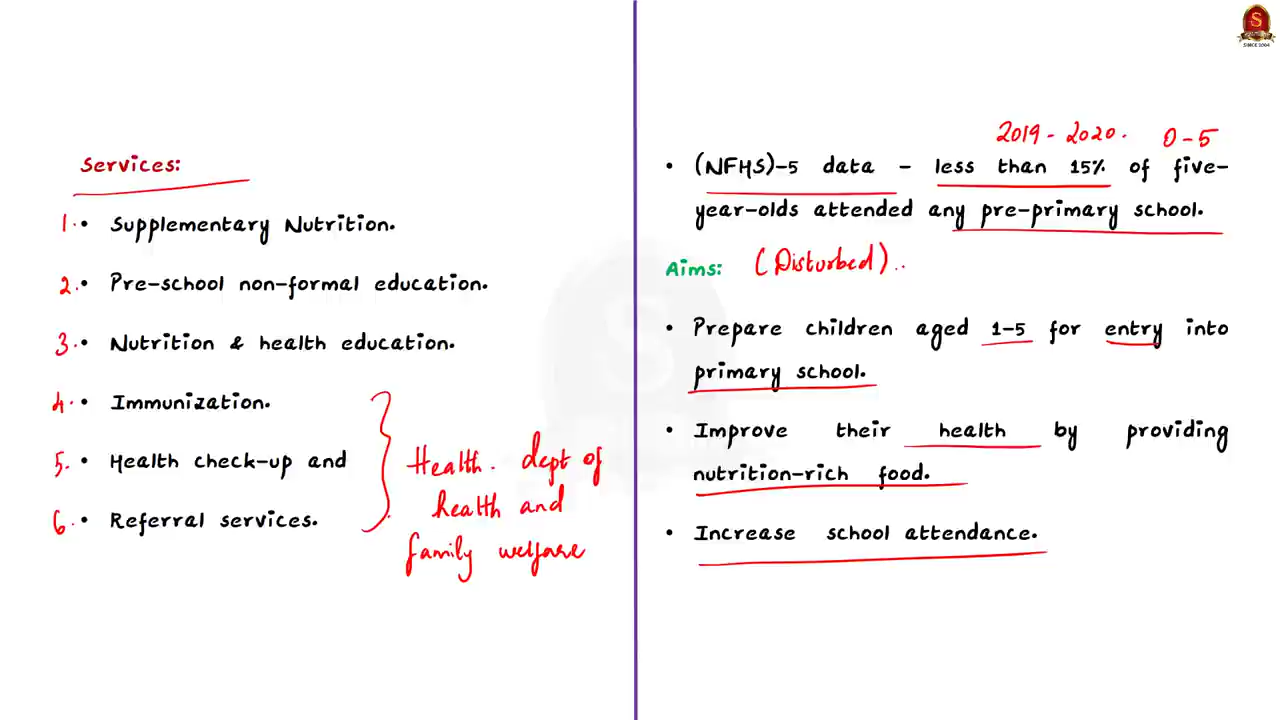 Services:
1. • Supplementary Nutrition.
2. • Pre-school non-formal education.
3. • Nutrition & health education.
4. • Immunization.
5. • Health check-up and
6. • Referral services.
Health. dept of
health and
family welfare
2019 - 2020. 0-5
• (NFHS)-5 data - less than 15% of five-
year-olds attended any pre-primary school.
Aims: (Disturbed)..
• Prepare children aged 1-5 for entry into
primary school.
• Improve their health by providing
nutrition-rich food.
• Increase school attendance.
S
SINCE 2004